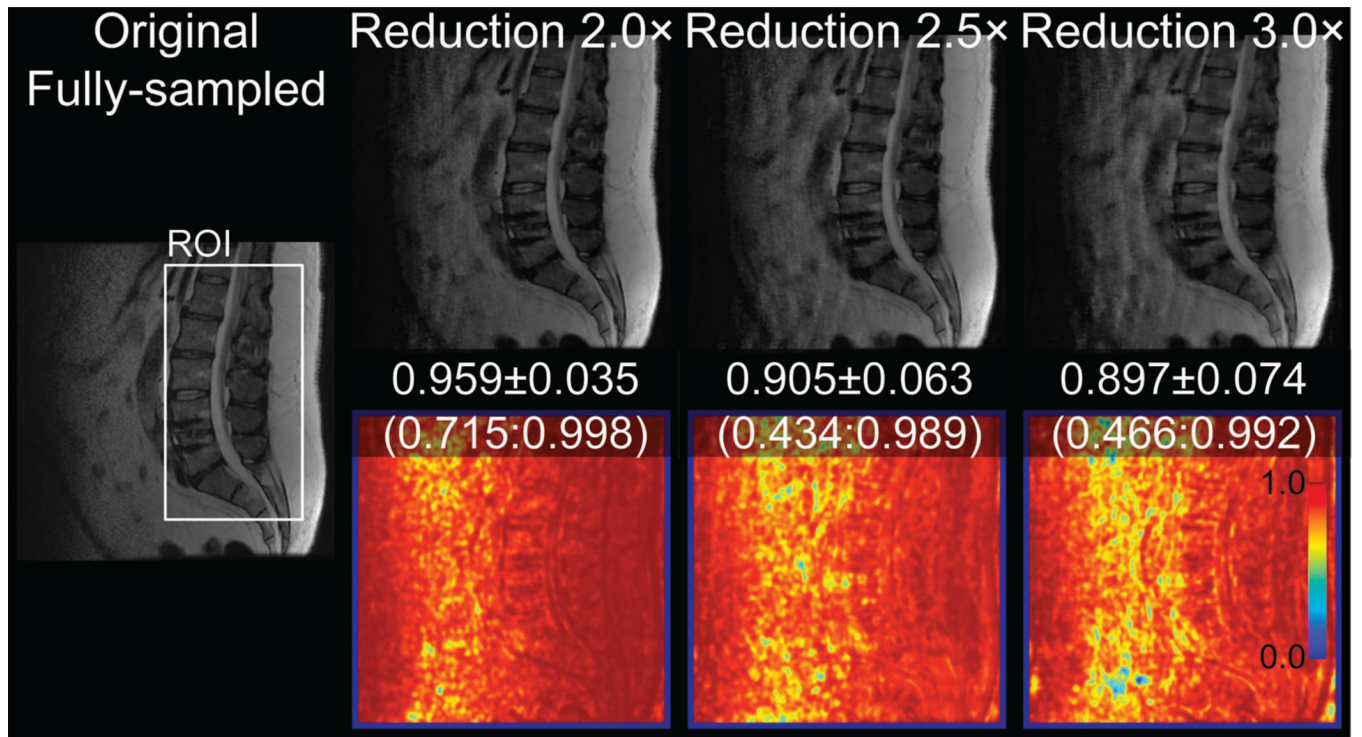 Original
Fully-sampled
ROI
Reduction 2.0×
0.959±0.035
(0.715:0.998)
Reduction 2.5×
0.905±0.063
(0.434:0.989)
Reduction 3.0×
0.897±0.074
(0.466:0.992)
1.0
0.0